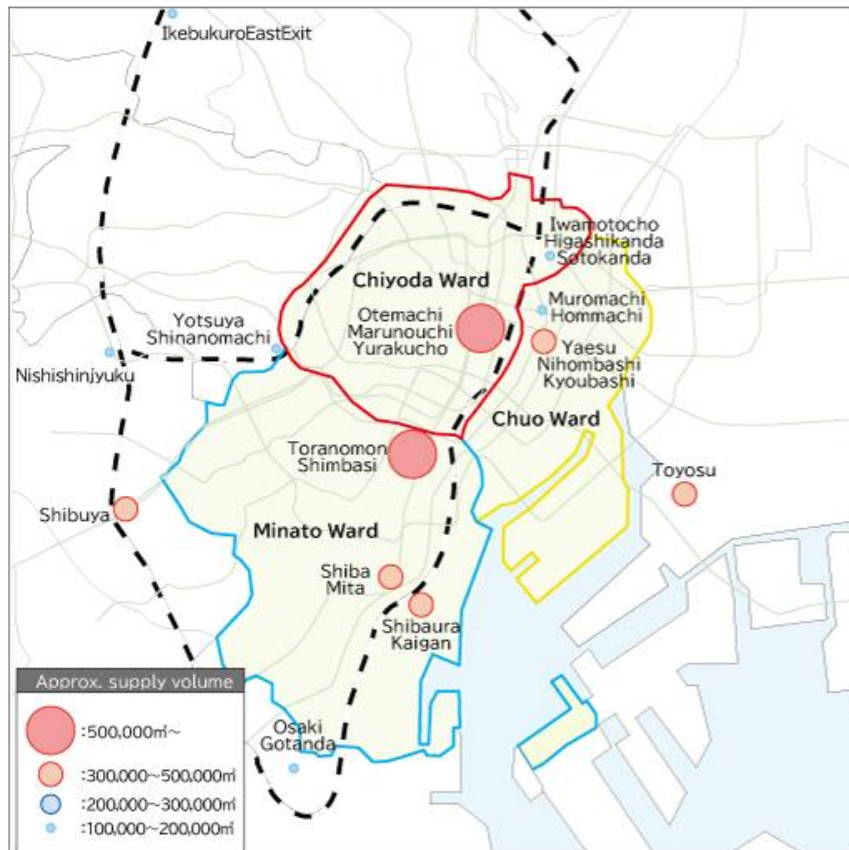 IkebukuroEastExit
Iwamotocho
Higashikanda
Sotokanda
Chiyoda Ward
Otemachi
Marunouchi
Yurakucho
Muromachi
Hommachi
Yotsuya
Shinanomachi
Yaesu
Nihombashi
Kyoubashi
Nishishinjyuku
Chuo Ward
Toranomon
Shimbasi
Toyosu
Shibuya
Minato Ward
Shiba
Mita
Shibaura
Kaigan
Approx. supply volume
:500,000㎡~
:300,000~500,000㎡
:200,000~300,000㎡
:100,000~200,000㎡
Osaki
Gotanda